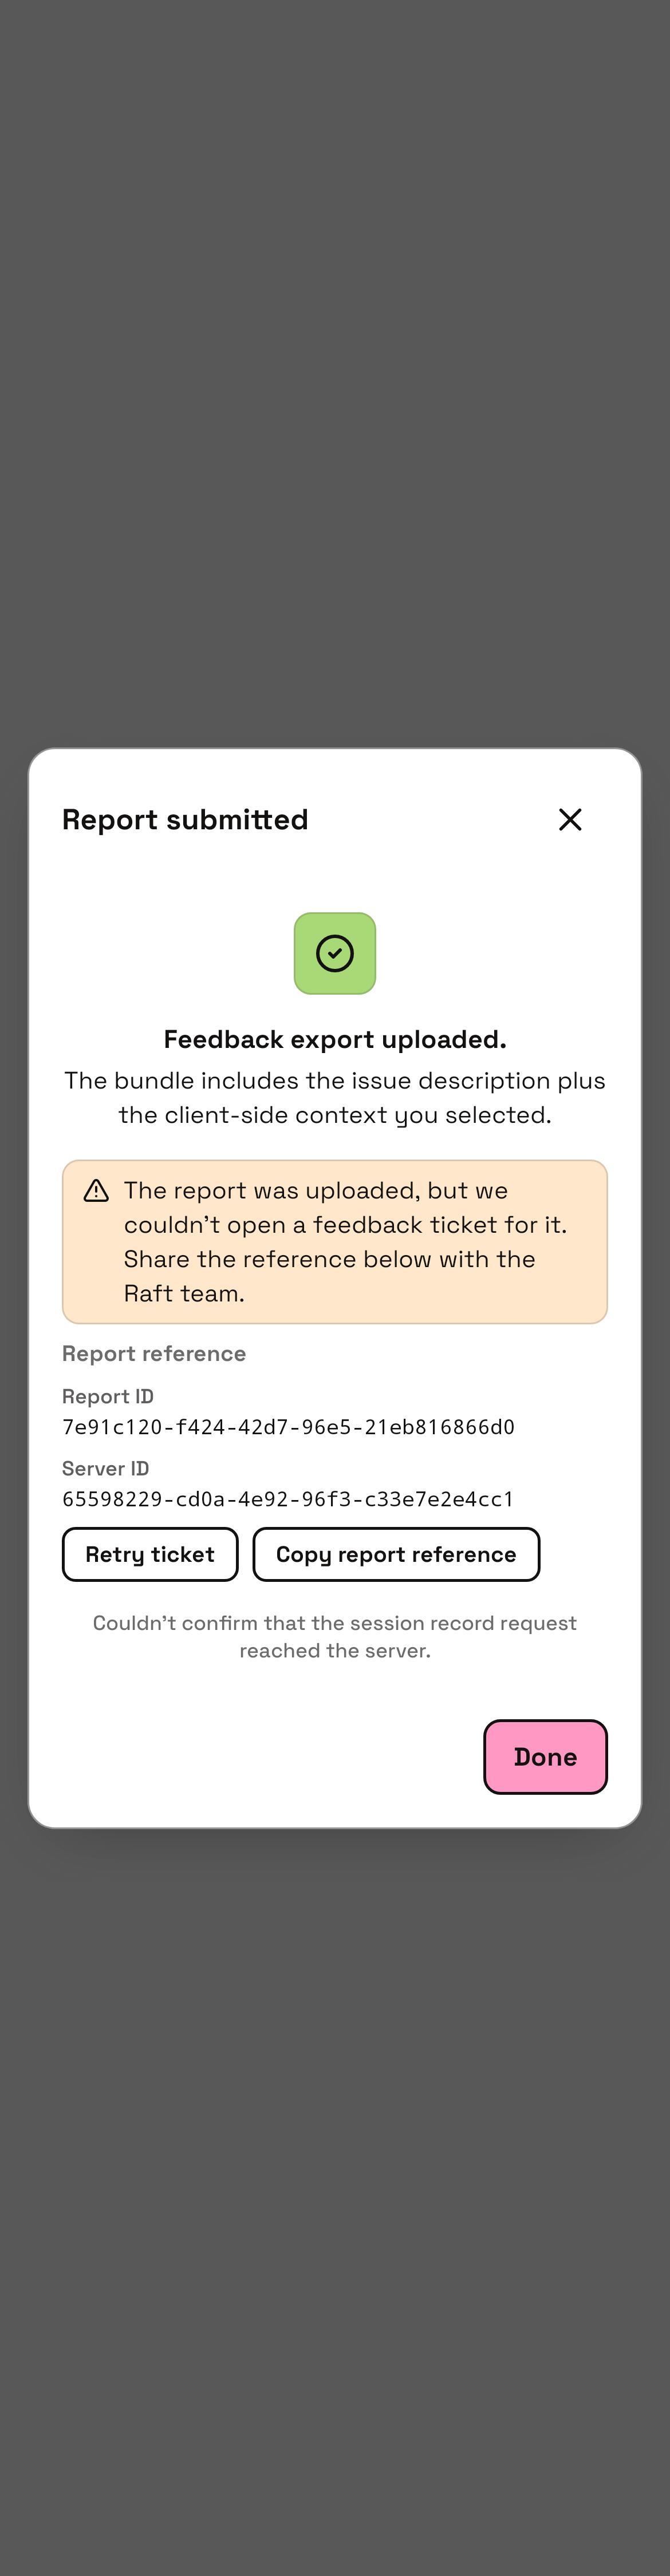 Report submitted
Feedback export uploaded.
The bundle includes the issue description plus
the client-side context you selected.
The report was uploaded, but we
couldn't open a feedback ticket for it.
Share the reference below with the
Raft team.
Report reference
Report ID
7e91c120-f424-42d7-96e5-21eb816866d0
Server ID
65598229-cd0a-4e92-96f3-c33e7e2e4cc1
Retry ticket
Copy report reference
Couldn't confirm that the session record request
reached the server.
Done